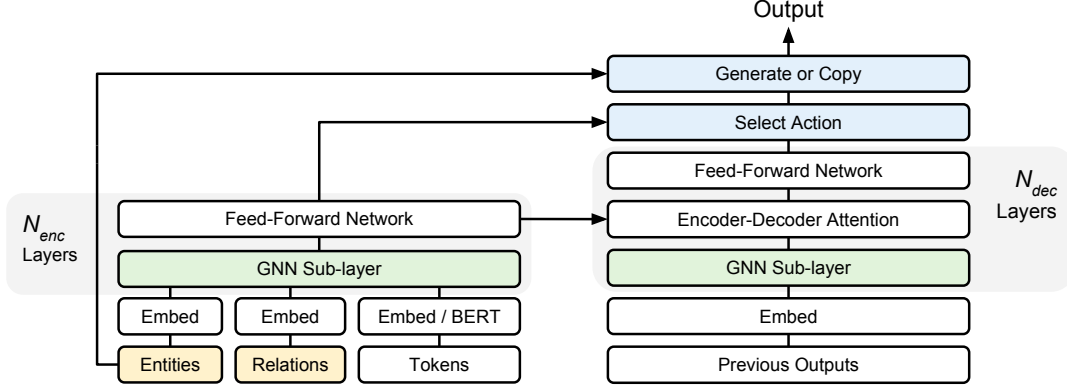 Output
Generate or Copy
Select Action
Feed-Forward Network
N_dec
Layers
N_enc
Layers
Feed-Forward Network
Encoder-Decoder Attention
GNN Sub-layer
GNN Sub-layer
Embed
Embed
Embed / BERT
Embed
Entities
Relations
Tokens
Previous Outputs